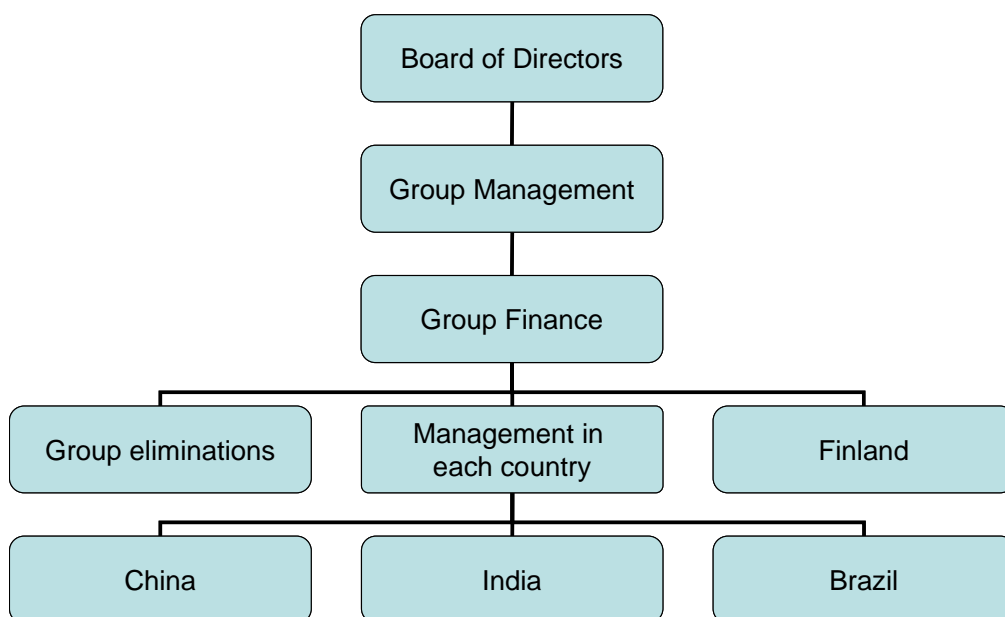 Board of Directors
Group Management
Group Finance
Group eliminations
Management in
each country
Finland
China
India
Brazil